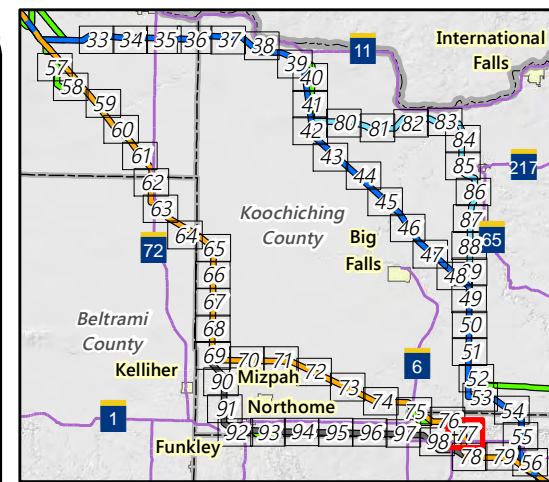 33 34 35 36 37 38 39 40 41 42 43 44 45 46 47 48 49 50 51 52 53 54 55 56
57 58 59 60 61 62 63 64 65 66 67 68 69 70 71 72 73 74 75 76 77 78 79
80 81 82 83 84 85 86 87 88 89
90 91 92 93 94 95 96 97 98
11
International
Falls
217
65
72
Koochiching
County
Big
Falls
Beltrami
County
Kelliher
Mizpah
6
Northome
1
Funkley